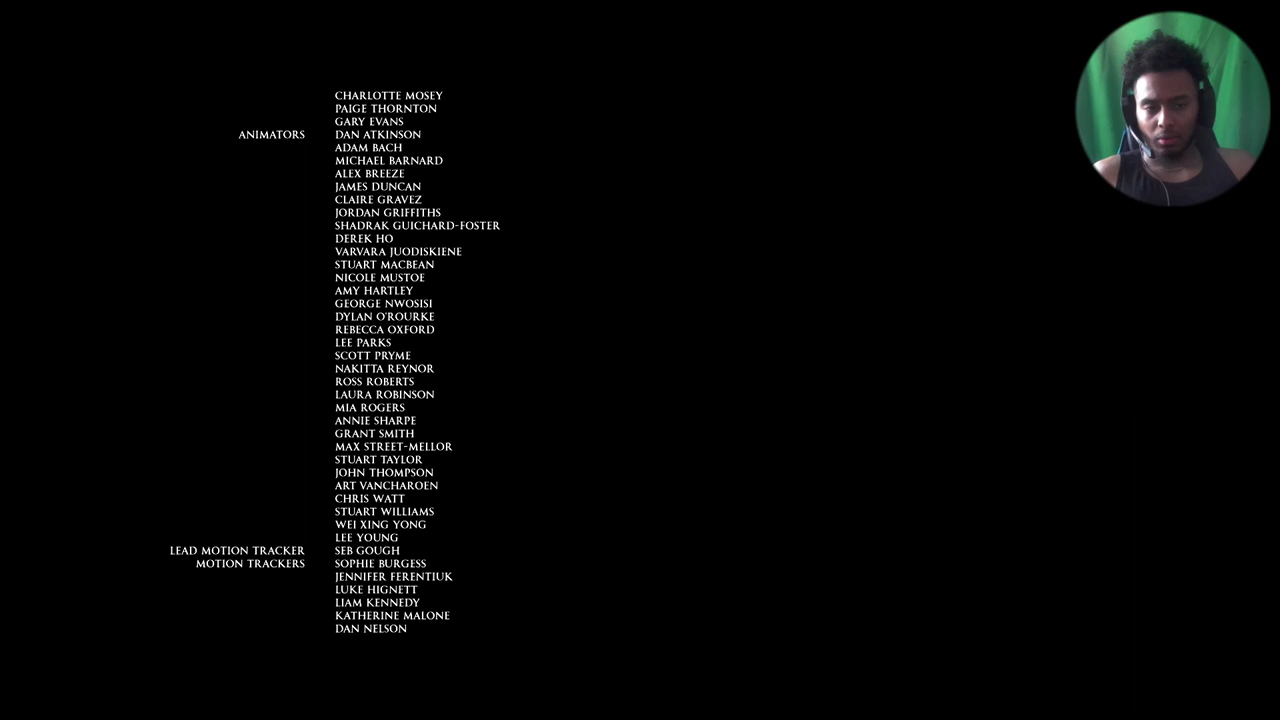 CHARLOTTE MOSEY
PAIGE THORNTON
GARY EVANS
ANIMATORS DAN ATKINSON
ADAM BACH
MICHAEL BARNARD
ALEX BREEZE
JAMES DUNCAN
CLAIRE GRAVEZ
JORDAN GRIFFITHS
SHADRAK GUICHARD-FOSTER
DEREK HO
VARVARA JUODISKIENE
STUART MACBEAN
NICOLE MUSTOE
AMY HARTLEY
GEORGE NWOSISI
DYLAN O'ROURKE
REBECCA OXFORD
LEE PARKS
SCOTT PRYME
NAKITTA REYNOR
ROSS ROBERTS
LAURA ROBINSON
MIA ROGERS
ANNIE SHARPE
GRANT SMITH
MAX STREET-MELLOR
STUART TAYLOR
JOHN THOMPSON
ART VANCHAROEN
CHRIS WATT
STUART WILLIAMS
WEI XING YONG
LEE YOUNG
LEAD MOTION TRACKER SEB GOUGH
MOTION TRACKERS SOPHIE BURGESS
JENNIFER FERENTIUK
LUKE HIGNETT
LIAM KENNEDY
KATHERINE MALONE
DAN NELSON